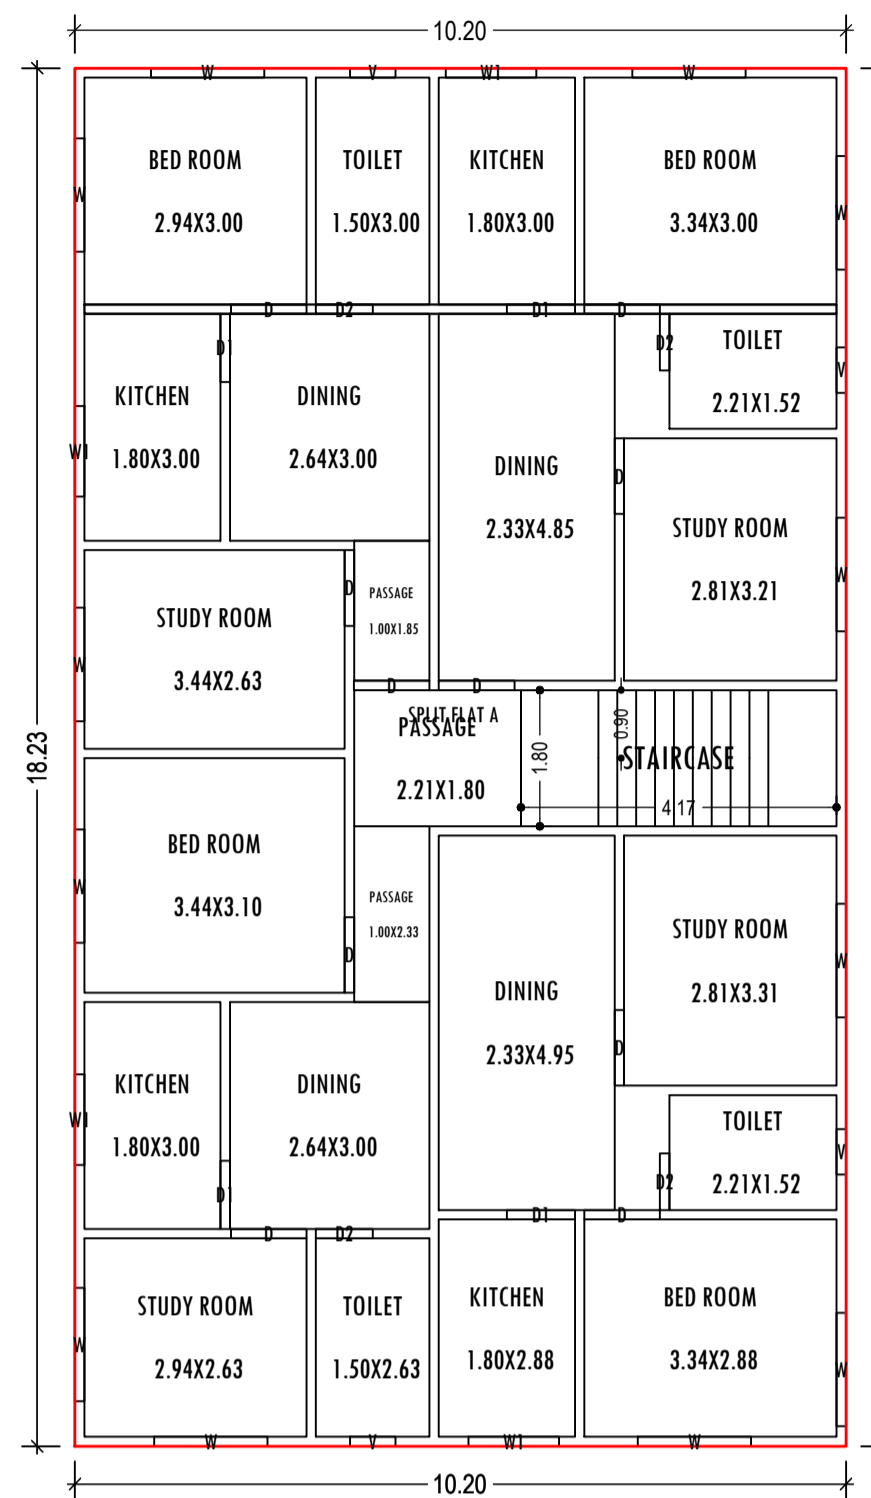 10.20
W V W1 W
BED ROOM TOILET KITCHEN BED ROOM
W W
2.94X3.00 1.50X3.00 1.80X3.00 3.34X3.00
D D2 D1 D
D1 D2 TOILET
V
KITCHEN DINING 2.21X1.52
W1 1.80X3.00 2.64X3.00
DINING D
2.33X4.85 STUDY ROOM
W
2.81X3.21
D PASSAGE
STUDY ROOM 1.00X1.85
W 3.44X2.63
D D
SPLIT FLAT A
PASSAGE 0.90
18.23 1.80 STAIRCASE
2.21X1.80 4.17
BED ROOM
W 3.44X3.10
PASSAGE
1.00X2.33
D STUDY ROOM
W
DINING 2.81X3.31
2.33X4.95 D
KITCHEN DINING
W1 TOILET
1.80X3.00 2.64X3.00 V
D1 D2 2.21X1.52
D D2 D1 D
STUDY ROOM TOILET KITCHEN BED ROOM
W 2.94X2.63 1.50X2.63 1.80X2.88 3.34X2.88 W
W V W1 W
10.20